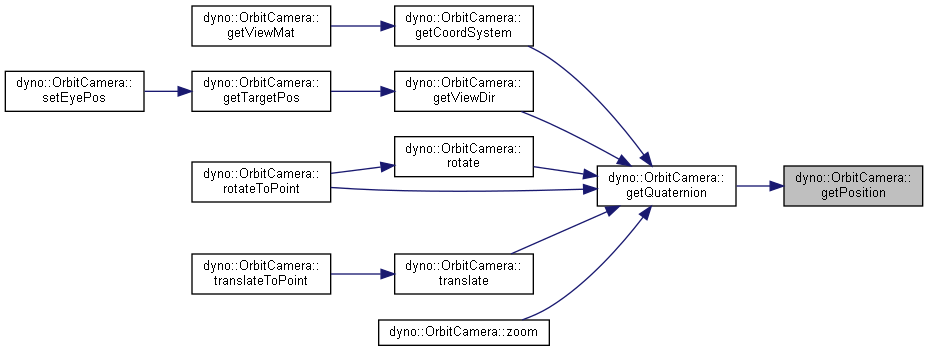 dyno::OrbitCamera::
getViewMat
dyno::OrbitCamera::
getCoordSystem
dyno::OrbitCamera::
setEyePos
dyno::OrbitCamera::
getTargetPos
dyno::OrbitCamera::
getViewDir
dyno::OrbitCamera::
rotateToPoint
dyno::OrbitCamera::
rotate
dyno::OrbitCamera::
getQuaternion
dyno::OrbitCamera::
getPosition
dyno::OrbitCamera::
translateToPoint
dyno::OrbitCamera::
translate
dyno::OrbitCamera::zoom